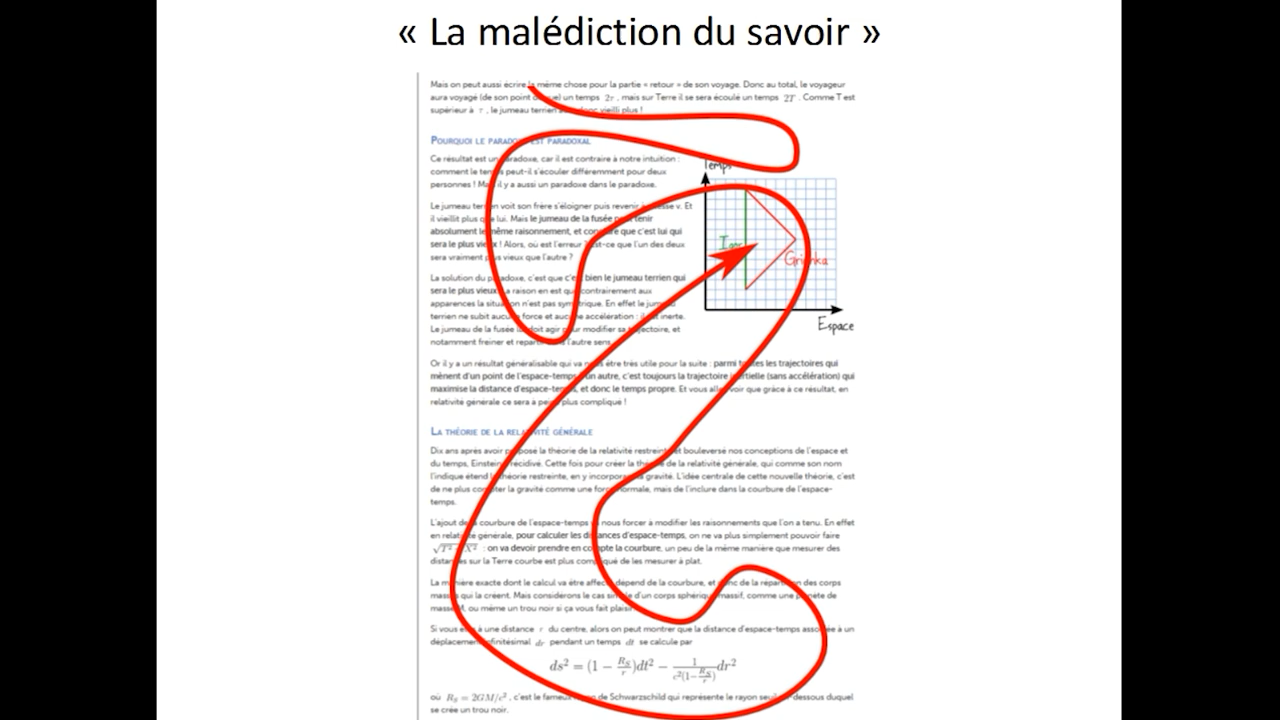 « La malédiction du savoir »
Mais on peut aussi écrire la même chose pour la partie « retour » de son voyage. Donc au total, le voyageur
aura voyagé (de son point de vue) un temps 2τ , mais sur Terre il se sera écoulé un temps 2T . Comme T est
supérieur à τ , le jumeau terrien aura donc vieilli plus !
POURQUOI LE PARADOXE EST PARADOXAL
Ce résultat est un paradoxe, car il est contraire à notre intuition :
comment le temps peut-il s'écouler différemment pour deux
personnes ! Mais il y a aussi un paradoxe dans le paradoxe.
Le jumeau terrien voit son frère s'éloigner puis revenir à vitesse v. Et
il vieillit plus que lui. Mais le jumeau de la fusée peut tenir
absolument le même raisonnement, et conclure que c'est lui qui
sera le plus vieux ! Alors, où est l'erreur ? Est-ce que l'un des deux
sera vraiment plus vieux que l'autre ?
La solution du paradoxe, c'est que c'est bien le jumeau terrien qui
sera le plus vieux. La raison en est que contrairement aux
apparences la situation n'est pas symétrique. En effet le jumeau
terrien ne subit aucune force et aucune accélération : il est inerte.
Le jumeau de la fusée lui doit agir pour modifier sa trajectoire, et
notamment freiner et repartir dans l'autre sens.
Temps
Igor
Grichka
Espace
Or il y a un résultat généralisable qui va nous être très utile pour la suite : parmi toutes les trajectoires qui
mènent d'un point de l'espace-temps à un autre, c'est toujours la trajectoire inertielle (sans accélération) qui
maximise la distance d'espace-temps, et donc le temps propre. Et vous allez voir que grâce à ce résultat, en
relativité générale ce sera à peine plus compliqué !
LA THÉORIE DE LA RELATIVITÉ GÉNÉRALE
Dix ans après avoir proposé la théorie de la relativité restreinte et bouleversé nos conceptions de l'espace et
du temps, Einstein récidive. Cette fois pour créer la théorie de la relativité générale, qui comme son nom
l'indique étend la théorie restreinte, en y incorporant la gravité. L'idée centrale de cette nouvelle théorie, c'est
de ne plus compter la gravité comme une force normale, mais de l'inclure dans la courbure de l'espace-
temps.
L'ajout de la courbure de l'espace-temps va nous forcer à modifier les raisonnements que l'on a tenu. En effet
en relativité générale, pour calculer les distances d'espace-temps, on ne va plus simplement pouvoir faire
√T² - X² : on va devoir prendre en compte la courbure, un peu de la même manière que mesurer des
distances sur la Terre courbe est plus compliqué de les mesurer à plat.
La manière exacte dont le calcul va être affecté dépend de la courbure, et donc de la répartition des corps
massifs qui la créent. Mais considérons le cas simple d'un corps sphérique massif, comme une planète de
masse M, ou même un trou noir si ça vous fait plaisir.
Si vous êtes à une distance r du centre, alors on peut montrer que la distance d'espace-temps associée à un
déplacement infinitésimal dr pendant un temps dt se calcule par
ds² = (1 − R_S/r)dt² − 1/(c²(1−R_S/r)) dr²
où R_S = 2GM/c² , c'est le fameux rayon de Schwarzschild qui représente le rayon seuil en dessous duquel
se crée un trou noir.